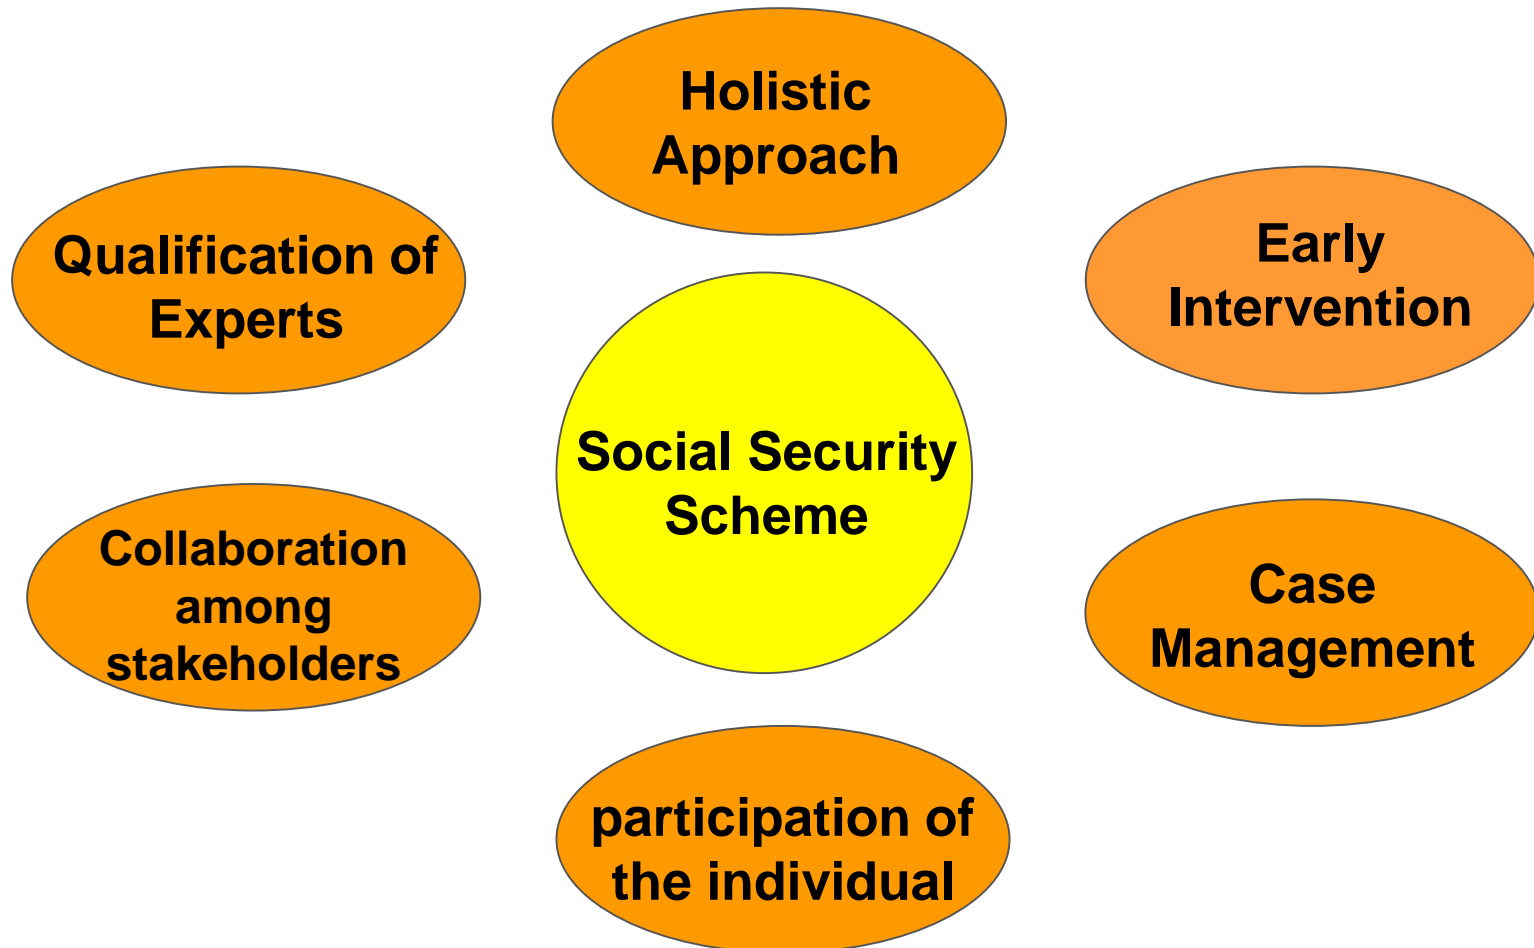 Holistic
Approach
Qualification of
Experts
Early
Intervention
Social Security
Scheme
Collaboration
among
stakeholders
Case
Management
participation of
the individual